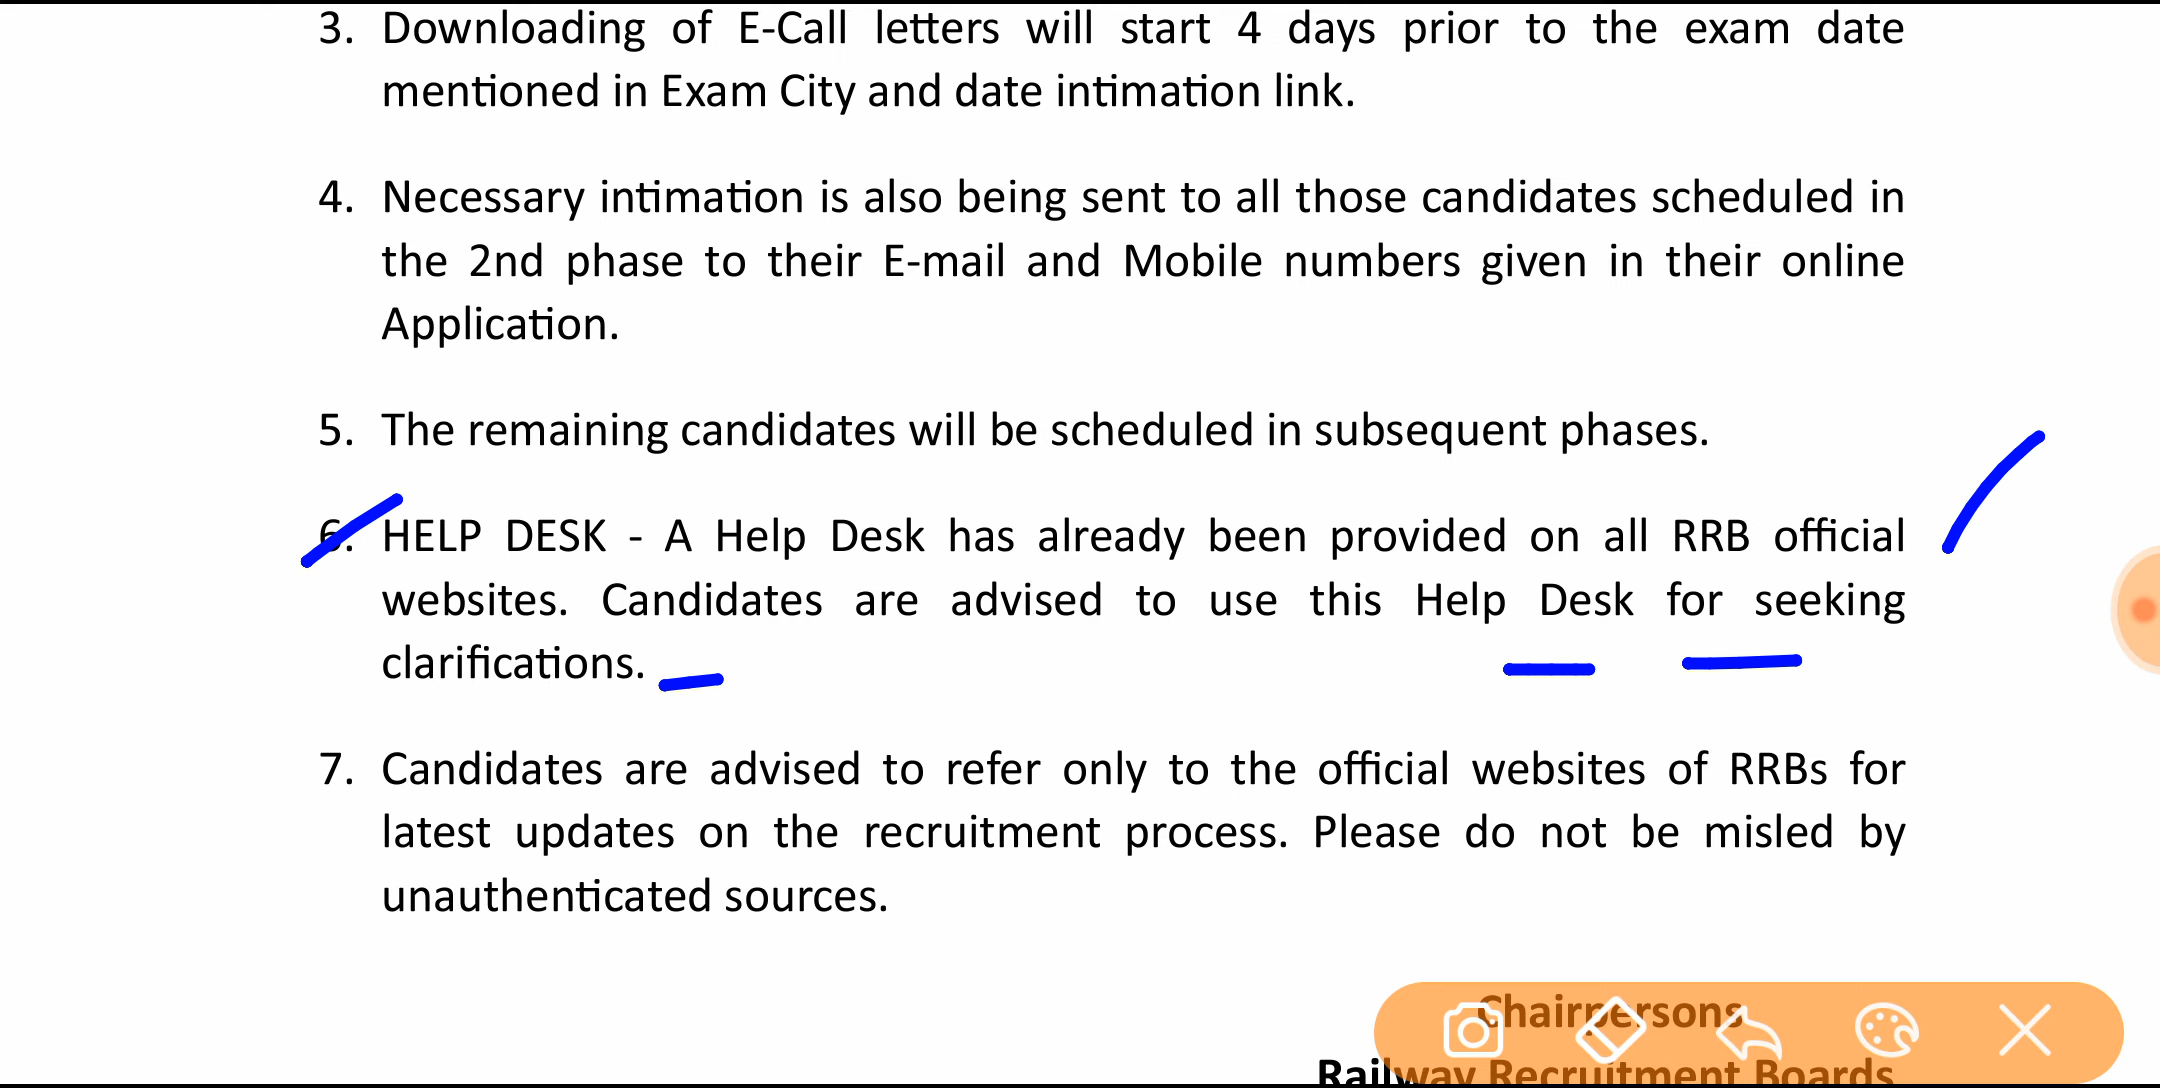 3. Downloading of E-Call letters will start 4 days prior to the exam date
mentioned in Exam City and date intimation link.
4. Necessary intimation is also being sent to all those candidates scheduled in
the 2nd phase to their E-mail and Mobile numbers given in their online
Application.
5. The remaining candidates will be scheduled in subsequent phases.
6. HELP DESK - A Help Desk has already been provided on all RRB official
websites. Candidates are advised to use this Help Desk for seeking
clarifications.
7. Candidates are advised to refer only to the official websites of RRBs for
latest updates on the recruitment process. Please do not be misled by
unauthenticated sources.
Chairpersons
Railway Recruitment Boards